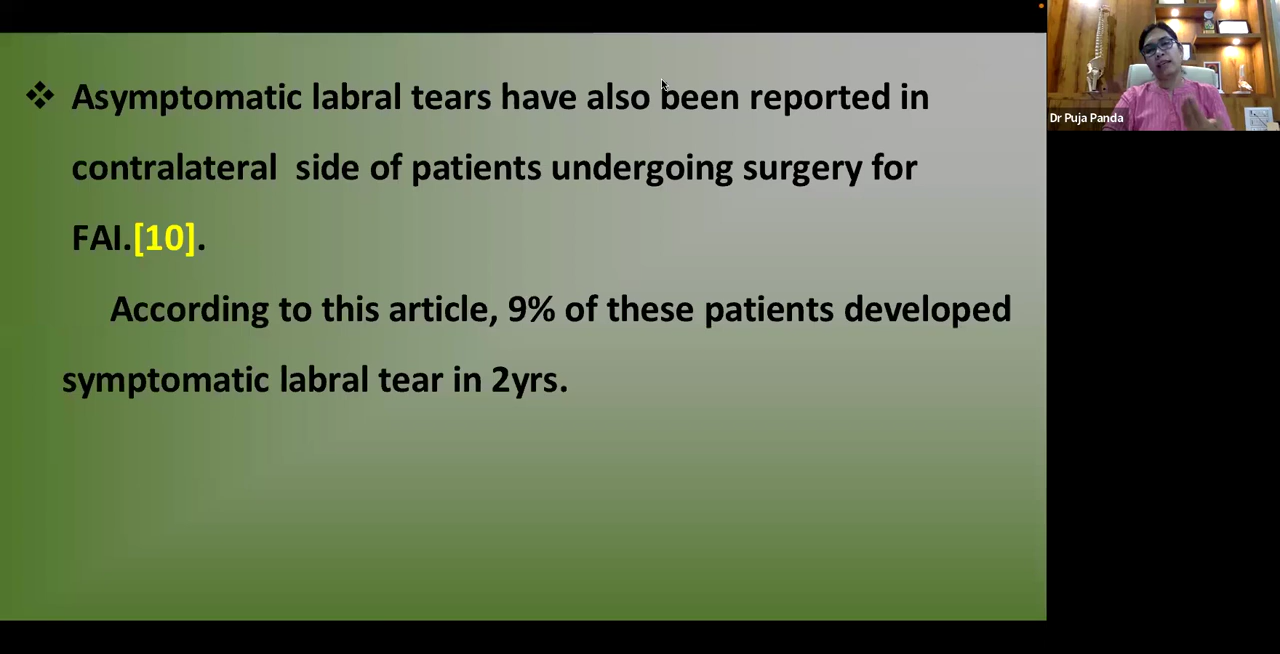 ❖ Asymptomatic labral tears have also been reported in
contralateral side of patients undergoing surgery for
FAI.[10].
According to this article, 9% of these patients developed
symptomatic labral tear in 2yrs.
Dr Puja Panda